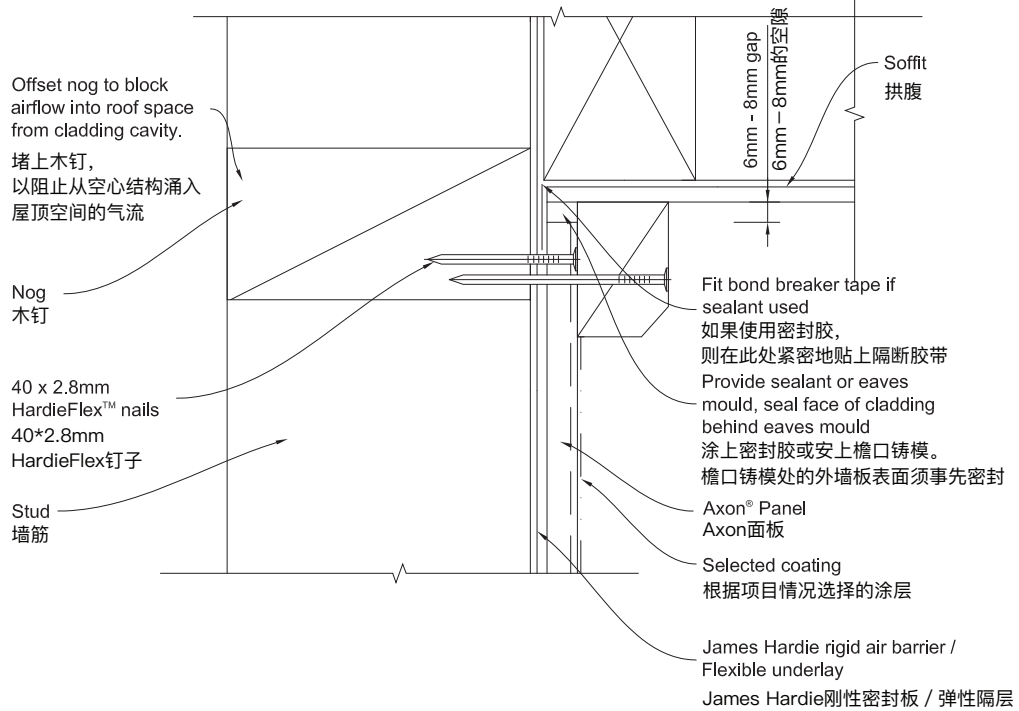 Offset nog to block
airflow into roof space
from cladding cavity.
堵上木钉，
以阻止从空心结构涌入
屋顶空间的气流
Nog
木钉
40 x 2.8mm
HardieFlex™ nails
40*2.8mm
HardieFlex钉子
Stud
墙筋
6mm - 8mm gap
6mm－8mm的空隙
Soffit
拱腹
Fit bond breaker tape if
sealant used
如果使用密封胶，
则在此处紧密地贴上隔断胶带
Provide sealant or eaves
mould, seal face of cladding
behind eaves mould
涂上密封胶或安上檐口铸模。
檐口铸模处的外墙板表面须事先密封
Axon® Panel
Axon面板
Selected coating
根据项目情况选择的涂层
James Hardie rigid air barrier /
Flexible underlay
James Hardie刚性密封板 / 弹性隔层